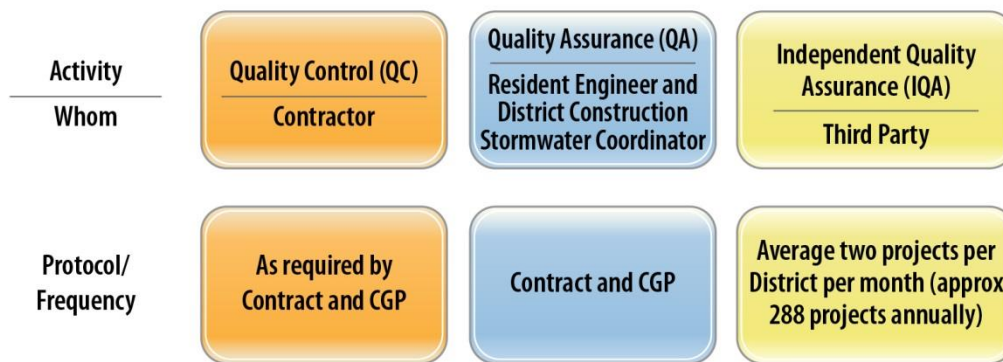 Activity
Whom
Quality Control (QC)
Contractor
Quality Assurance (QA)
Resident Engineer and
District Construction
Stormwater Coordinator
Independent Quality
Assurance (IQA)
Third Party
Protocol/
Frequency
As required by
Contract and CGP
Contract and CGP
Average two projects per
District per month (approx
288 projects annually)